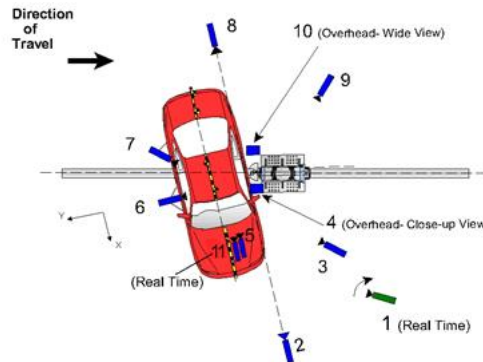 Direction
of
Travel
8
10 (Overhead- Wide View)
9
7
6
Y
X
4 (Overhead- Close-up View)
5
11
3
(Real Time)
1 (Real Time)
2